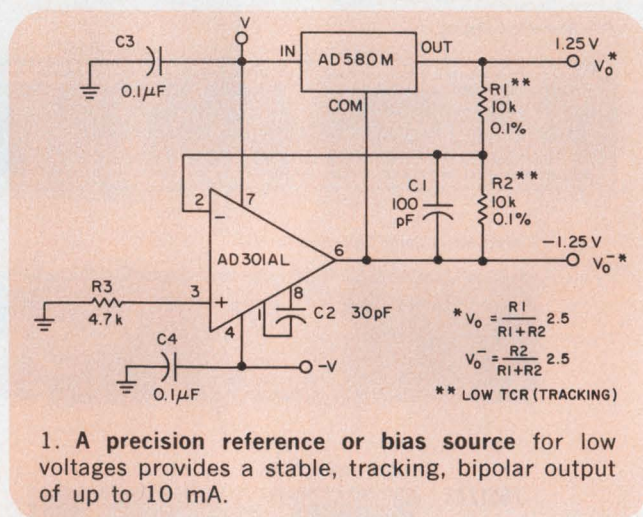 V
C3
0.1µF
IN
AD580M
OUT
COM
1.25 V
Vo*
R1**
10k
0.1%
2
–
7
C1
100
pF
R2**
10k
0.1%
AD301AL
6
–1.25 V
Vo–*
R3
4.7k
3
+
4
1
8
C2 30pF
C4
0.1µF
–V
*Vo = R1/R1+R2 2.5
Vo– = R2/R1+R2 2.5
** LOW TCR (TRACKING)
1. A precision reference or bias source for low
voltages provides a stable, tracking, bipolar output
of up to 10 mA.